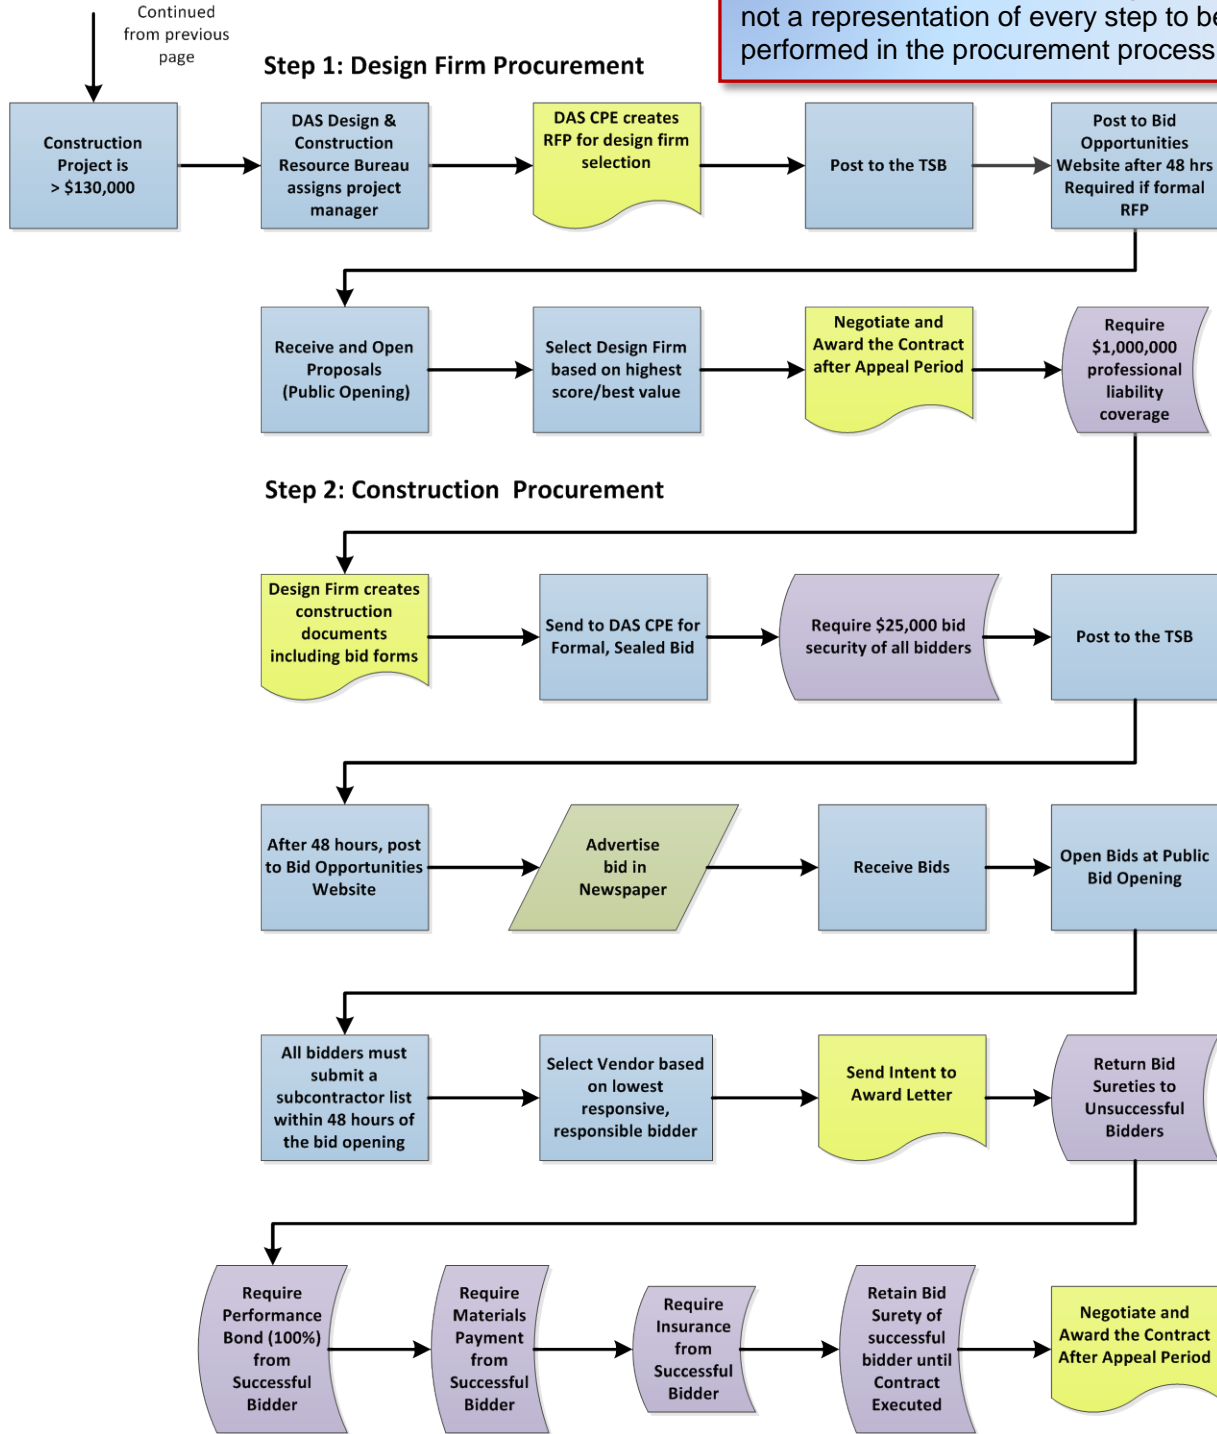 Continued
from previous
page
not a representation of every step to be
performed in the procurement process
Step 1: Design Firm Procurement
Construction
Project is
> $130,000
DAS Design &
Construction
Resource Bureau
assigns project
manager
DAS CPE creates
RFP for design firm
selection
Post to the TSB
Post to Bid
Opportunities
Website after 48 hrs
Required if formal
RFP
Receive and Open
Proposals
(Public Opening)
Select Design Firm
based on highest
score/best value
Negotiate and
Award the Contract
after Appeal Period
Require
$1,000,000
professional
liability
coverage
Step 2: Construction Procurement
Design Firm creates
construction
documents
including bid forms
Send to DAS CPE for
Formal, Sealed Bid
Require $25,000 bid
security of all bidders
Post to the TSB
After 48 hours, post
to Bid Opportunities
Website
Advertise
bid in
Newspaper
Receive Bids
Open Bids at Public
Bid Opening
All bidders must
submit a
subcontractor list
within 48 hours of
the bid opening
Select Vendor based
on lowest
responsive,
responsible bidder
Send Intent to
Award Letter
Return Bid
Sureties to
Unsuccessful
Bidders
Require
Performance
Bond (100%)
from
Successful
Bidder
Require
Materials
Payment
from
Successful
Bidder
Require
Insurance
from
Successful
Bidder
Retain Bid
Surety of
successful
bidder until
Contract
Executed
Negotiate and
Award the Contract
After Appeal Period